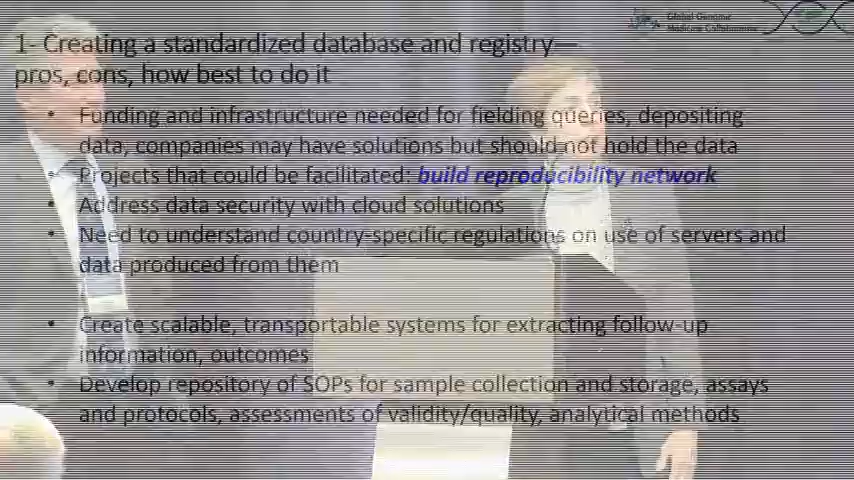 Global Genomic
Medicine Collaborative
1- Creating a standardized database and registry—
pros, cons, how best to do it
• Funding and infrastructure needed for fielding queries, depositing
data, companies may have solutions but should not hold the data
• Projects that could be facilitated: build reproducibility network
• Address data security with cloud solutions
• Need to understand country-specific regulations on use of servers and
data produced from them
• Create scalable, transportable systems for extracting follow-up
information, outcomes
• Develop repository of SOPs for sample collection and storage, assays
and protocols, assessments of validity/quality, analytical methods